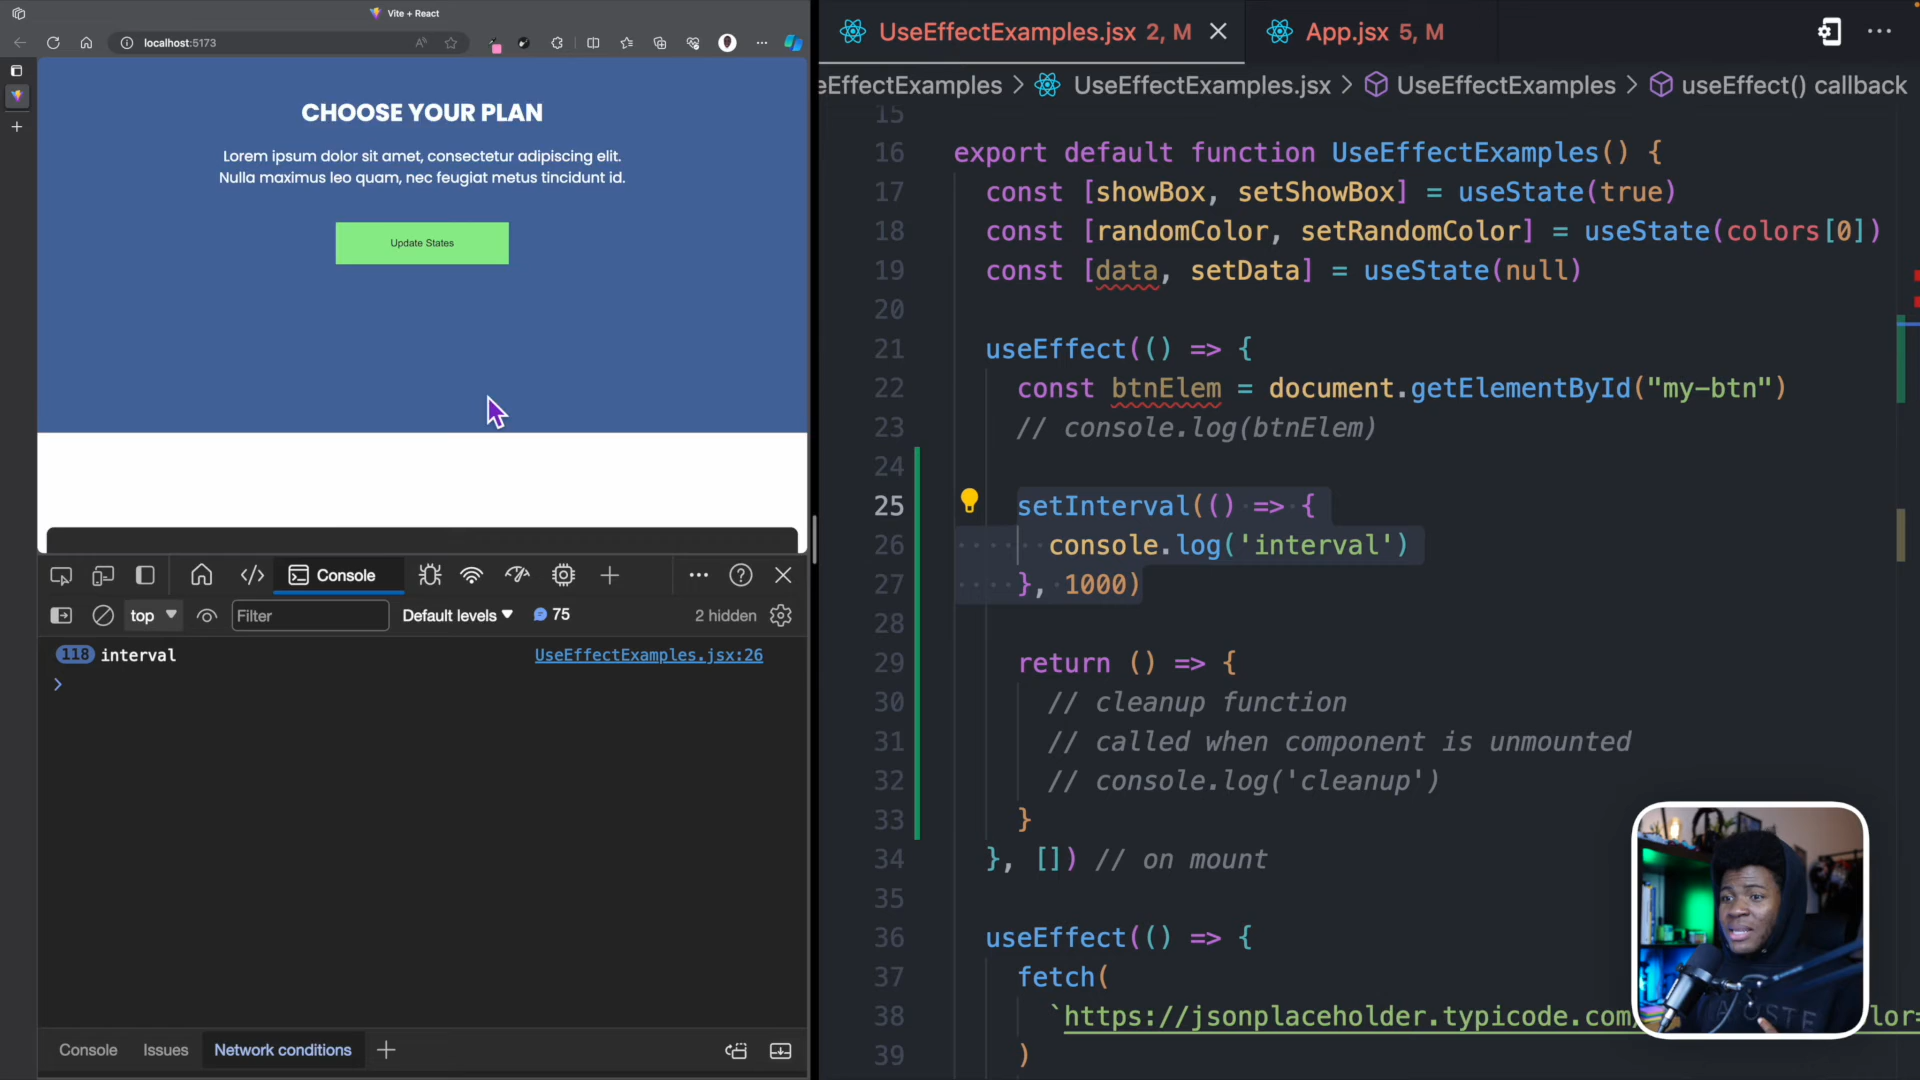 Vite + React
localhost:5173
CHOOSE YOUR PLAN
Lorem ipsum dolor sit amet, consectetur adipiscing elit.
Nulla maximus leo quam, nec feugiat metus tincidunt id.
Update States
Console
top
Filter
Default levels
75
2 hidden
118 interval
UseEffectExamples.jsx:26
Console
Issues
Network conditions
UseEffectExamples.jsx 2, M
App.jsx 5, M
eEffectExamples > UseEffectExamples.jsx > UseEffectExamples > useEffect() callback
15
16 export default function UseEffectExamples() {
17 const [showBox, setShowBox] = useState(true)
18 const [randomColor, setRandomColor] = useState(colors[0])
19 const [data, setData] = useState(null)
20
21 useEffect(() => {
22 const btnElem = document.getElementById("my-btn")
23 // console.log(btnElem)
24
25 setInterval(() => {
26 console.log('interval')
27 }, 1000)
28
29 return () => {
30 // cleanup function
31 // called when component is unmounted
32 // console.log('cleanup')
33 }
34 }, []) // on mount
35
36 useEffect(() => {
37 fetch(
38 `https://jsonplaceholder.typicode.com/ lor=
39 )